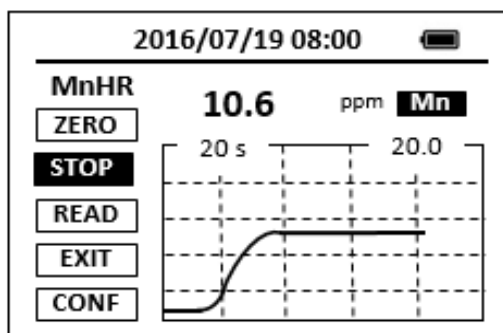 2016/07/19 08:00
MnHR
10.6 ppm Mn
ZERO
20 s 20.0
STOP
READ
EXIT
CONF